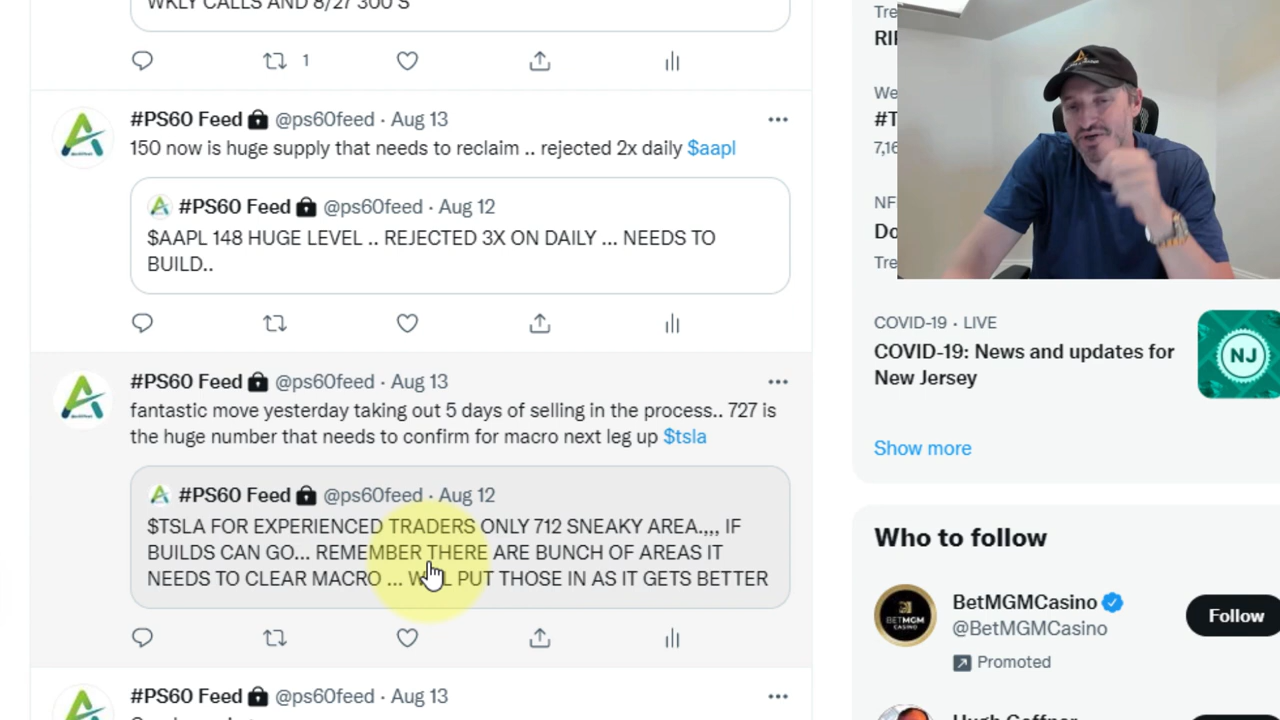 WKLY CALLS AND 8/27 300'S
1
#PS60 Feed @ps60feed · Aug 13
150 now is huge supply that needs to reclaim .. rejected 2x daily $aapl
#PS60 Feed @ps60feed · Aug 12
$AAPL 148 HUGE LEVEL .. REJECTED 3X ON DAILY ... NEEDS TO
BUILD..
#PS60 Feed @ps60feed · Aug 13
fantastic move yesterday taking out 5 days of selling in the process.. 727 is
the huge number that needs to confirm for macro next leg up $tsla
#PS60 Feed @ps60feed · Aug 12
$TSLA FOR EXPERIENCED TRADERS ONLY 712 SNEAKY AREA.,,, IF
BUILDS CAN GO... REMEMBER THERE ARE BUNCH OF AREAS IT
NEEDS TO CLEAR MACRO ... WILL PUT THOSE IN AS IT GETS BETTER
#PS60 Feed @ps60feed · Aug 13
Tre
RI
We
#T
7,16
NF
Do
Tre
COVID-19 · LIVE
COVID-19: News and updates for
New Jersey
NJ
Show more
Who to follow
BetMGMCasino
@BetMGMCasino
Promoted
Follow
BETMGM
CASINO
Hugh Gaffney